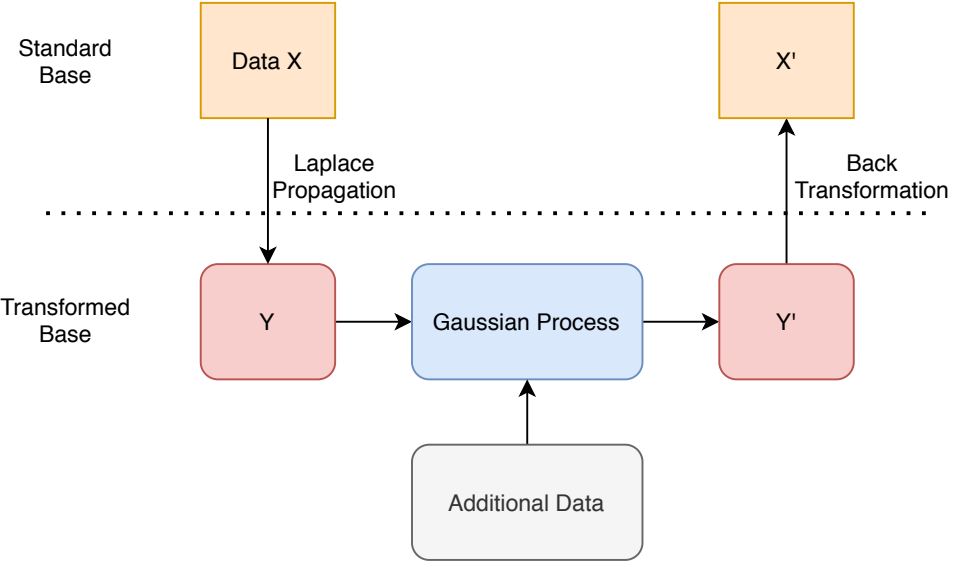 Standard
Base
Data X
X'
Laplace
Propagation
Back
Transformation
Transformed
Base
Y
Gaussian Process
Y'
Additional Data